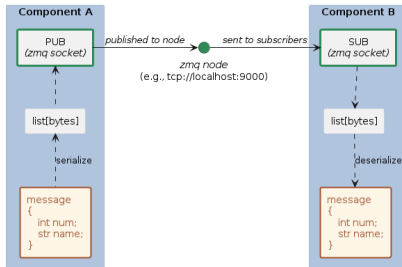 Component A
PUB
(zmq socket)
list[bytes]
serialize
message
{
int num;
str name;
}
published to node
sent to subscribers
zmq node
(e.g., tcp://localhost:9000)
Component B
SUB
(zmq socket)
list[bytes]
deserialize
message
{
int num;
str name;
}